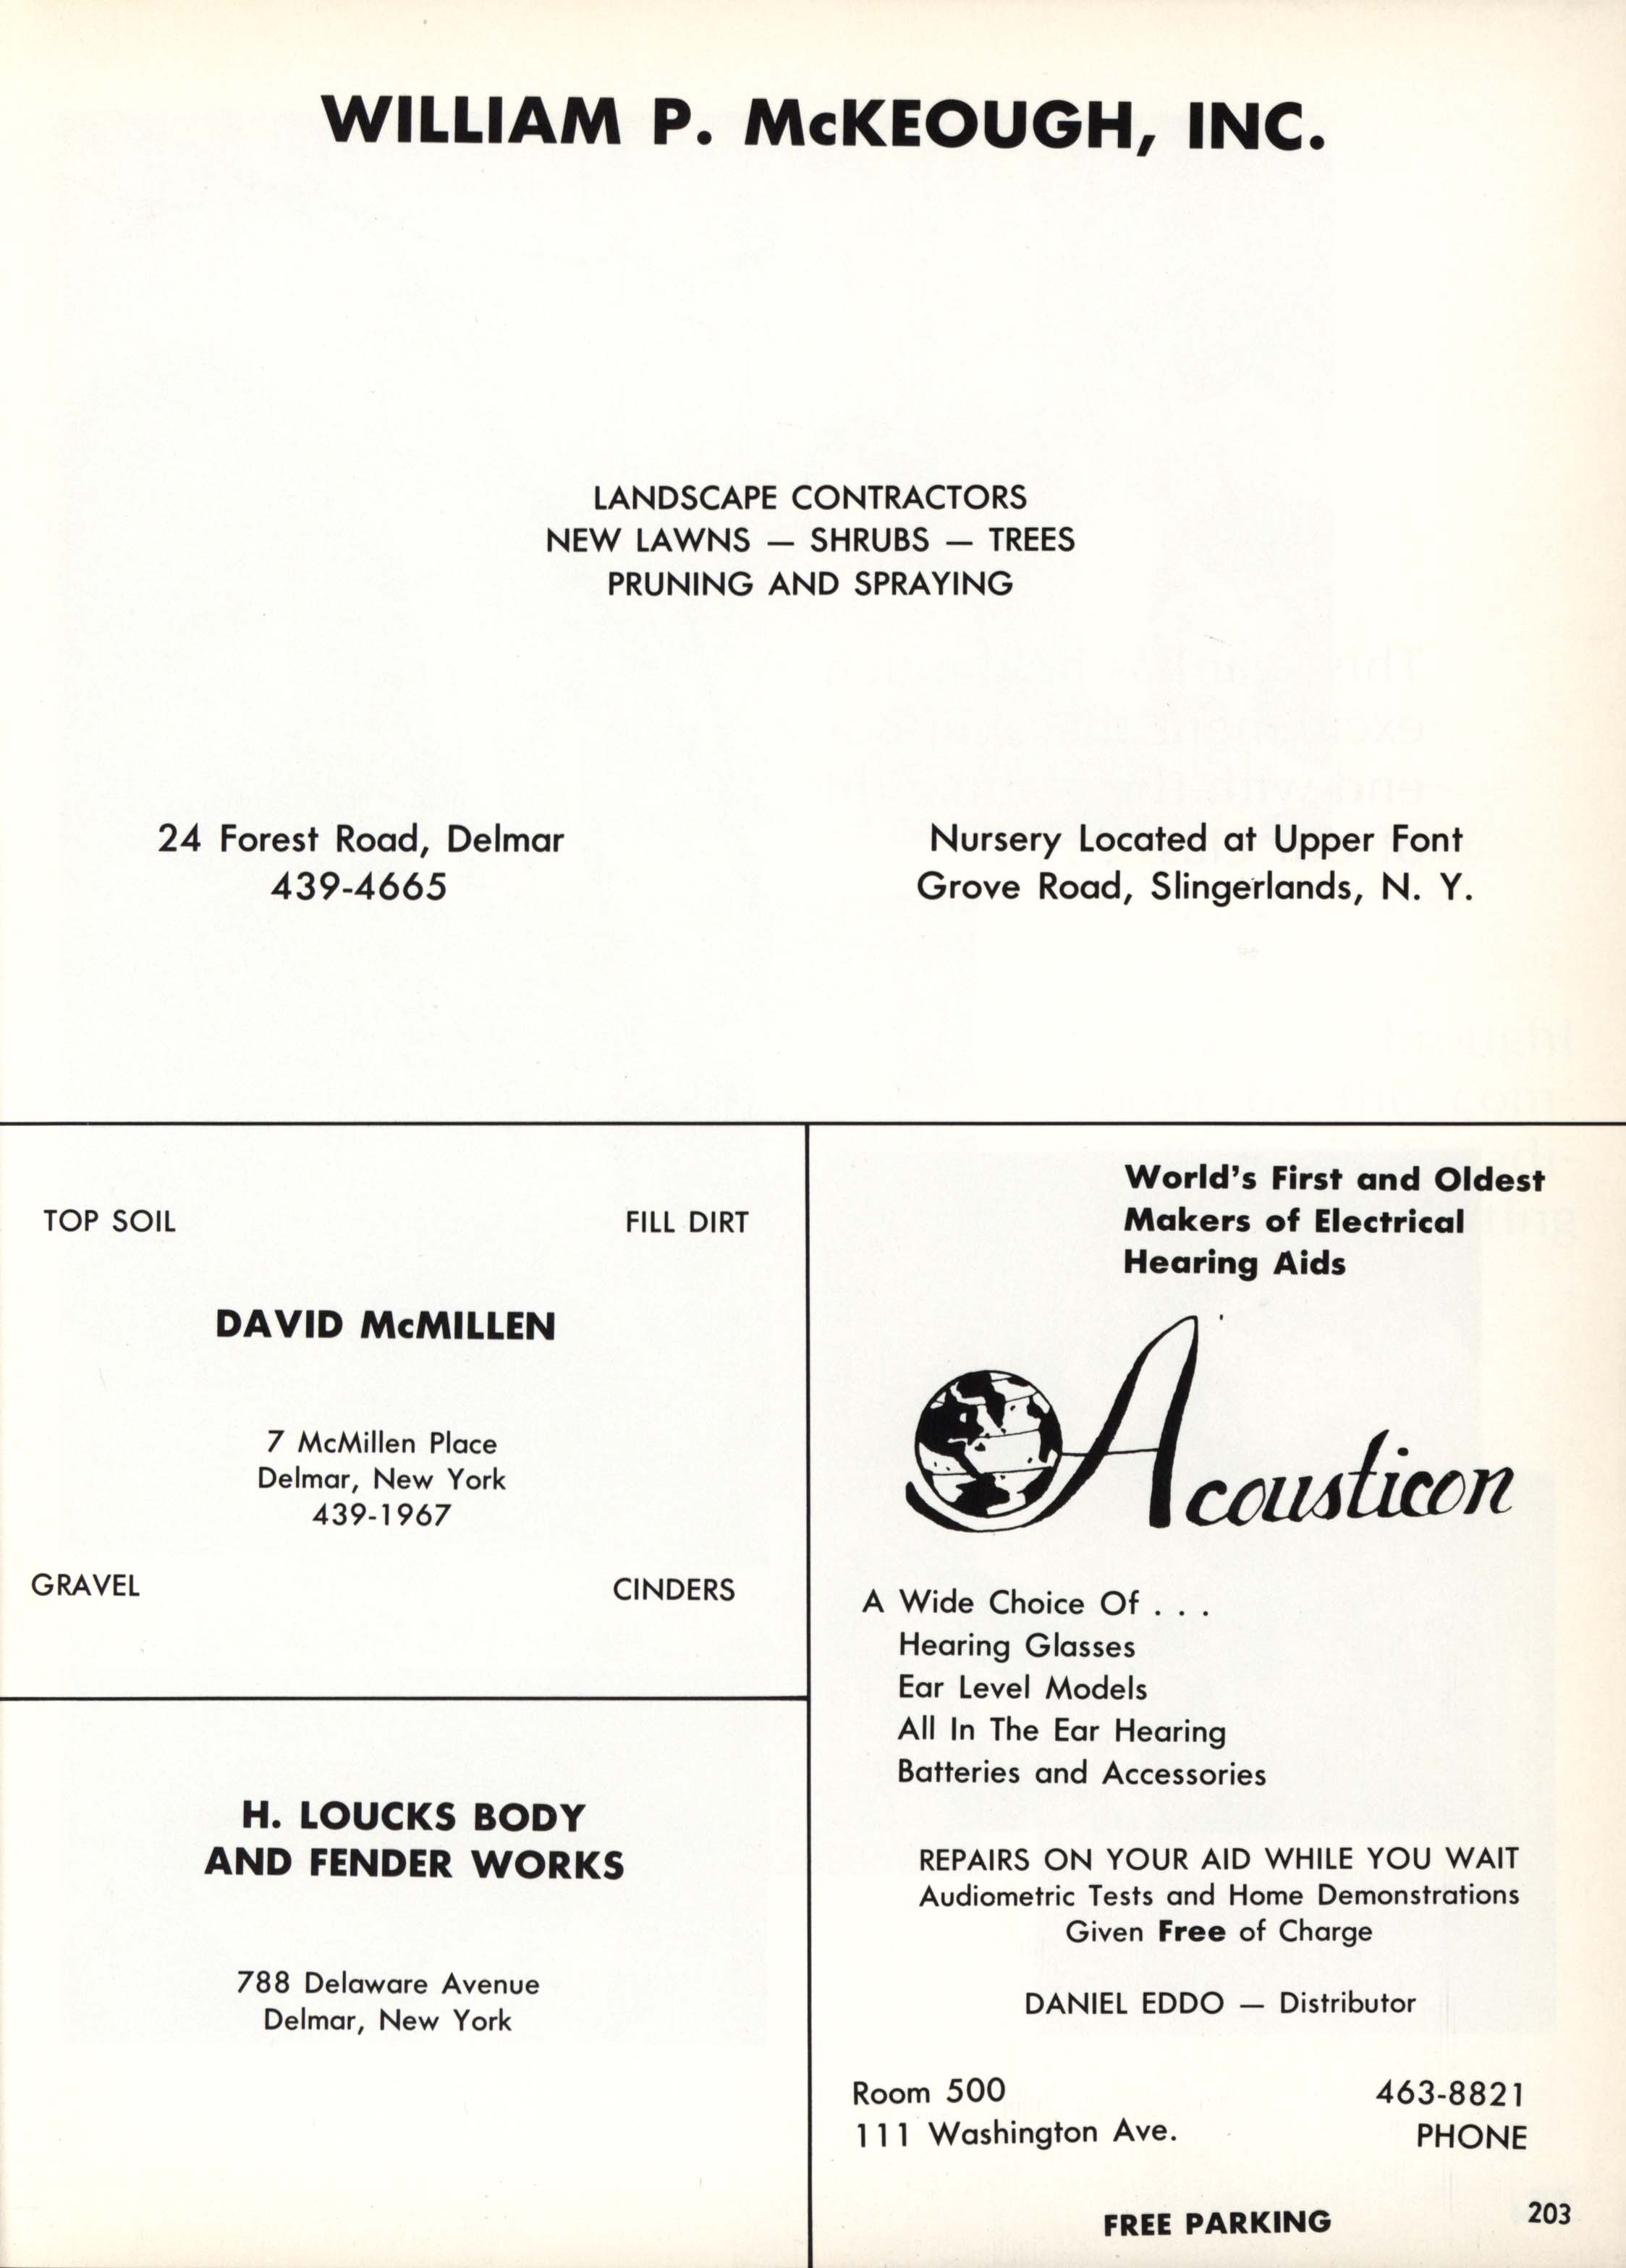 WILLIAM P. McKEOUGH, INC.
LANDSCAPE CONTRACTORS
NEW LAWNS — SHRUBS — TREES
PRUNING AND SPRAYING
24 Forest Road, Delmar
439-4665
Nursery Located at Upper Font
Grove Road, Slingerlands, N. Y.
TOP SOIL
FILL DIRT
DAVID McMILLEN
7 McMillen Place
Delmar, New York
439-1967
GRAVEL
CINDERS
H. LOUCKS BODY
AND FENDER WORKS
788 Delaware Avenue
Delmar, New York
World's First and Oldest
Makers of Electrical
Hearing Aids
Acousticon
A Wide Choice Of . . .
Hearing Glasses
Ear Level Models
All In The Ear Hearing
Batteries and Accessories
REPAIRS ON YOUR AID WHILE YOU WAIT
Audiometric Tests and Home Demonstrations
Given Free of Charge
DANIEL EDDO — Distributor
Room 500
111 Washington Ave.
463-8821
PHONE
FREE PARKING
203